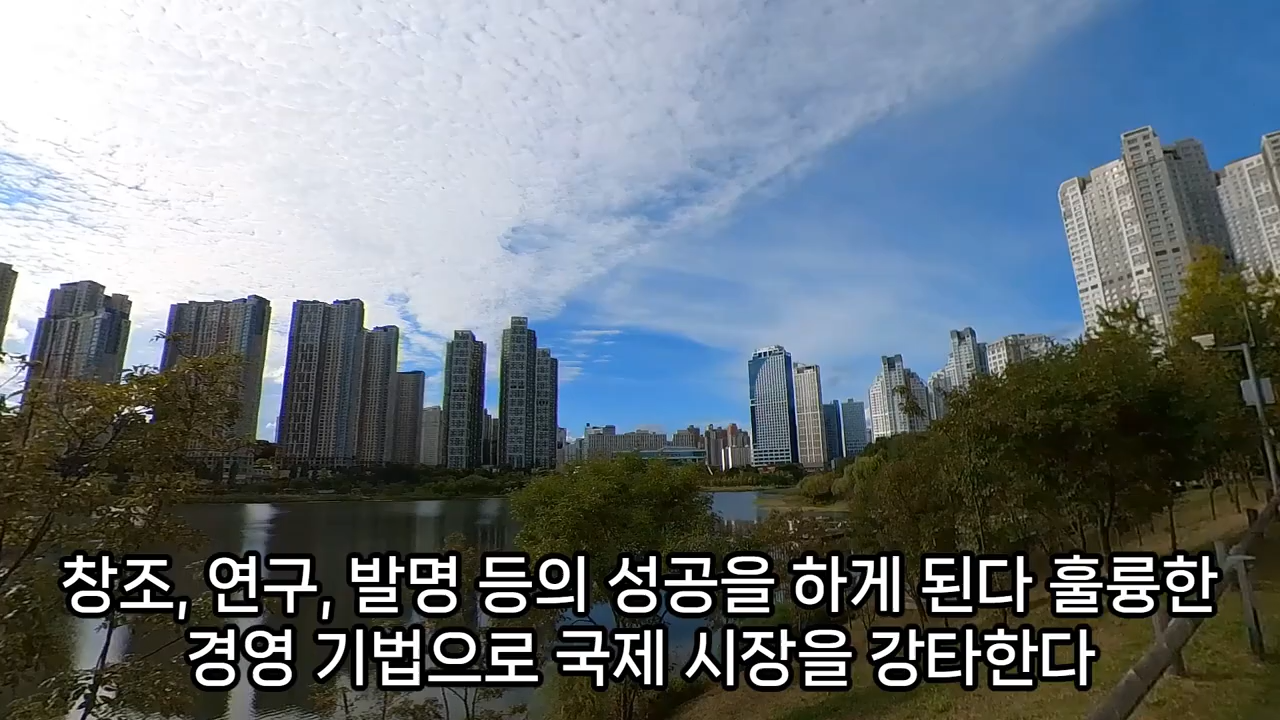 창조, 연구, 발명 등의 성공을 하게 된다 훌륭한
경영 기법으로 국제 시장을 강타한다